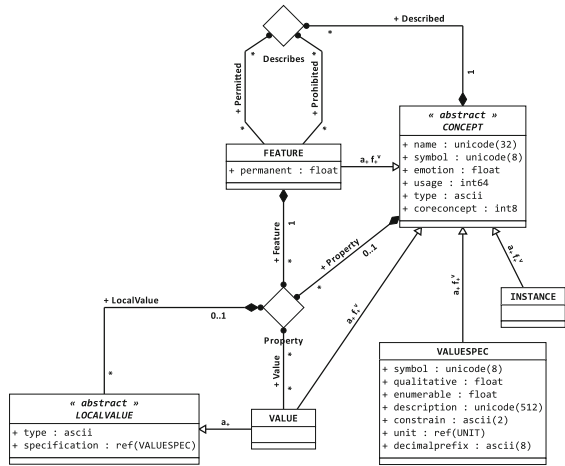 + Described
*
Describes
+ Permitted
*
*
+ Prohibited
*
*
1
« abstract »
CONCEPT
+ name : unicode(32)
+ symbol : unicode(8)
+ emotion : float
+ usage : int64
+ type : ascii
+ coreconcept : int8
FEATURE
+ permanent : float
a₊ f₊ᵛ
1
+ Feature
*
+ Property
0..1
*
a₊ f₊ᵛ
a₊ f₊ᵛ
a₊ f₊ᵛ
INSTANCE
+ LocalValue
0..1
*
Property
+ Value
*
*
VALUESPEC
+ symbol : unicode(8)
+ qualitative : float
+ enumerable : float
+ description : unicode(512)
+ constrain : ascii(2)
+ unit : ref(UNIT)
+ decimalprefix : ascii(8)
« abstract »
LOCALVALUE
+ type : ascii
+ specification : ref(VALUESPEC)
a₊
VALUE